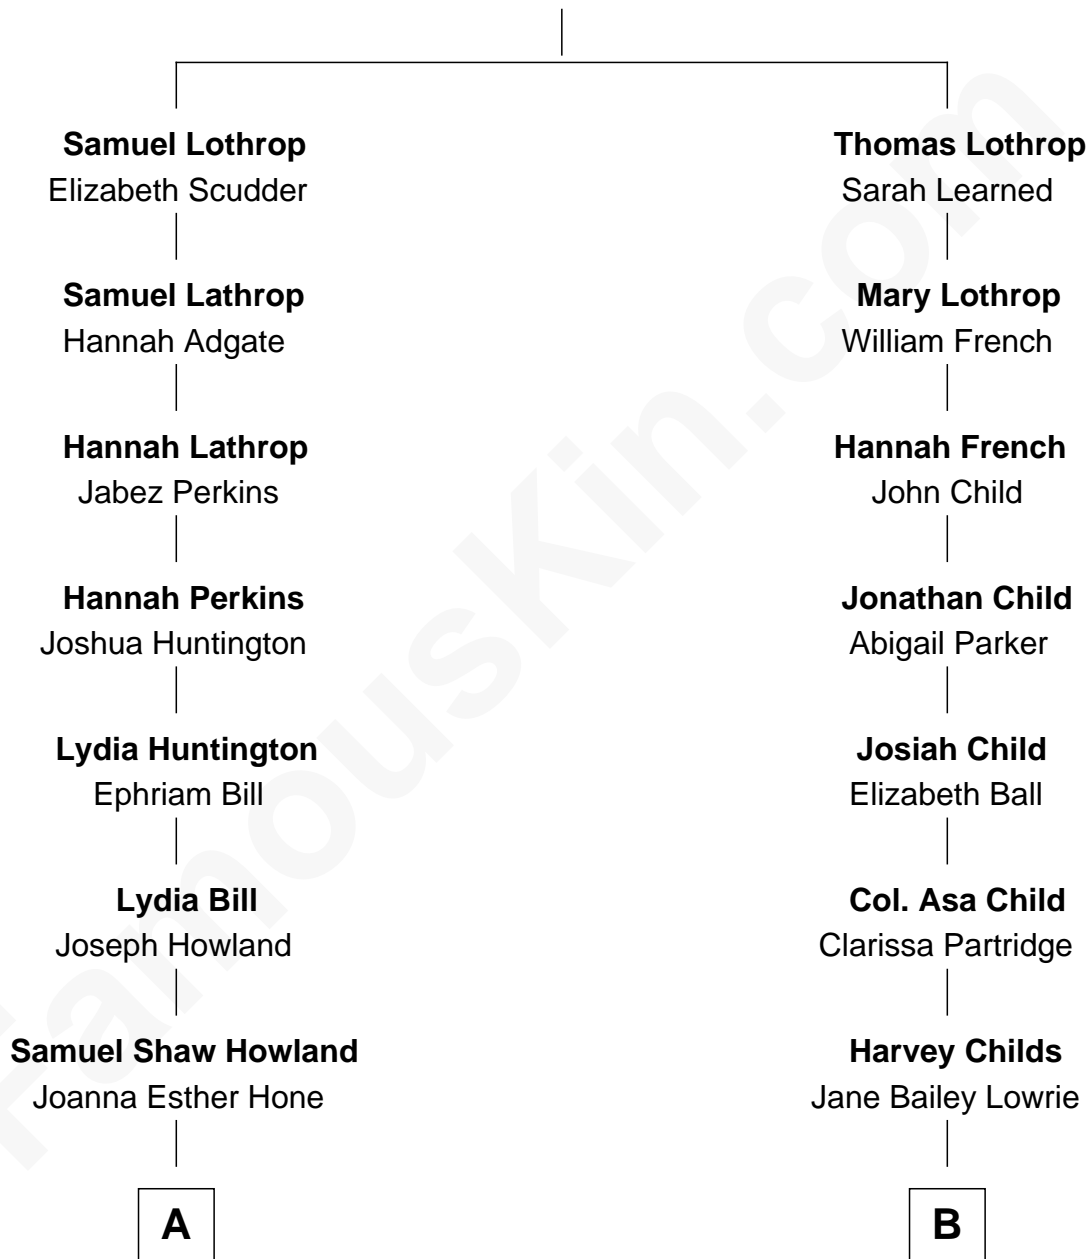 Samuel Lothrop
Elizabeth Scudder
Samuel Lathrop
Hannah Adgate
Hannah Lathrop
Jabez Perkins
Hannah Perkins
Joshua Huntington
Lydia Huntington
Ephriam Bill
Lydia Bill
Joseph Howland
Samuel Shaw Howland
Joanna Esther Hone
A
Thomas Lothrop
Sarah Learned
Mary Lothrop
William French
Hannah French
John Child
Jonathan Child
Abigail Parker
Josiah Child
Elizabeth Ball
Col. Asa Child
Clarissa Partridge
Harvey Childs
Jane Bailey Lowrie
B
FamousKin.com